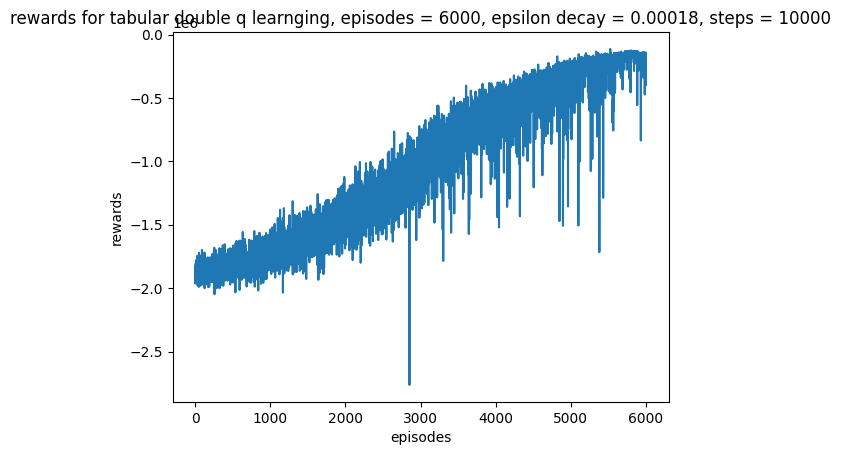 rewards for tabular double q learnging, episodes = 6000, epsilon decay = 0.00018, steps = 10000
1e6
0.0
−0.5
−1.0
−1.5
−2.0
−2.5
rewards
0 1000 2000 3000 4000 5000 6000
episodes